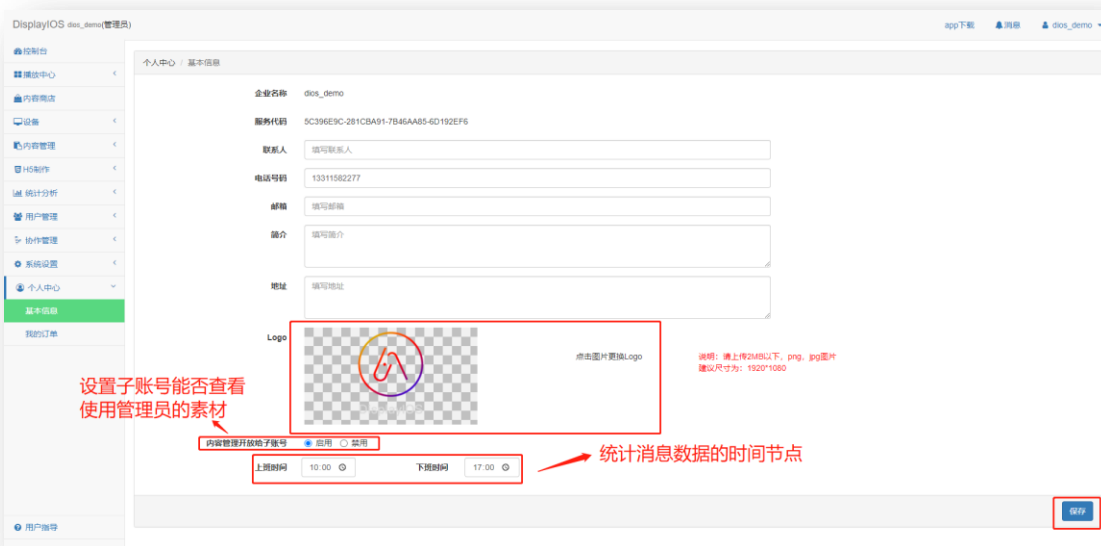 DisplayIOS dios_demo(管理员)
app下载 消息 dios_demo
控制台
播放中心
内容商店
设备
内容管理
H5制作
统计分析
用户管理
协作管理
系统设置
个人中心
基本信息
我的订单
用户指导
个人中心 / 基本信息
企业名称 dios_demo
服务代码 5C396E9C-281CBA91-7B46AA85-6D192EF6
联系人 填写联系人
电话号码 13311582277
邮箱 填写邮箱
简介 填写简介
地址 填写地址
Logo
点击图片更换Logo
说明：请上传2MB以下，png，jpg图片
建议尺寸为：1920*1080
设置子账号能否查看
使用管理员的素材
内容管理开放给子账号 启用 禁用
上班时间 10:00 下班时间 17:00
统计消息数据的时间节点
保存